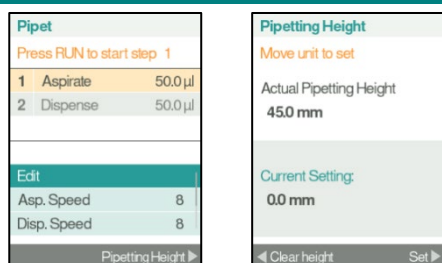 Pipet
Press RUN to start step 1
1 Aspirate 50.0 µl
2 Dispense 50.0 µl
Edit
Asp. Speed 8
Disp. Speed 8
Pipetting Height ▶
Pipetting Height
Move unit to set
Actual Pipetting Height
45.0 mm
Current Setting:
0.0 mm
◀ Clear height Set ▶